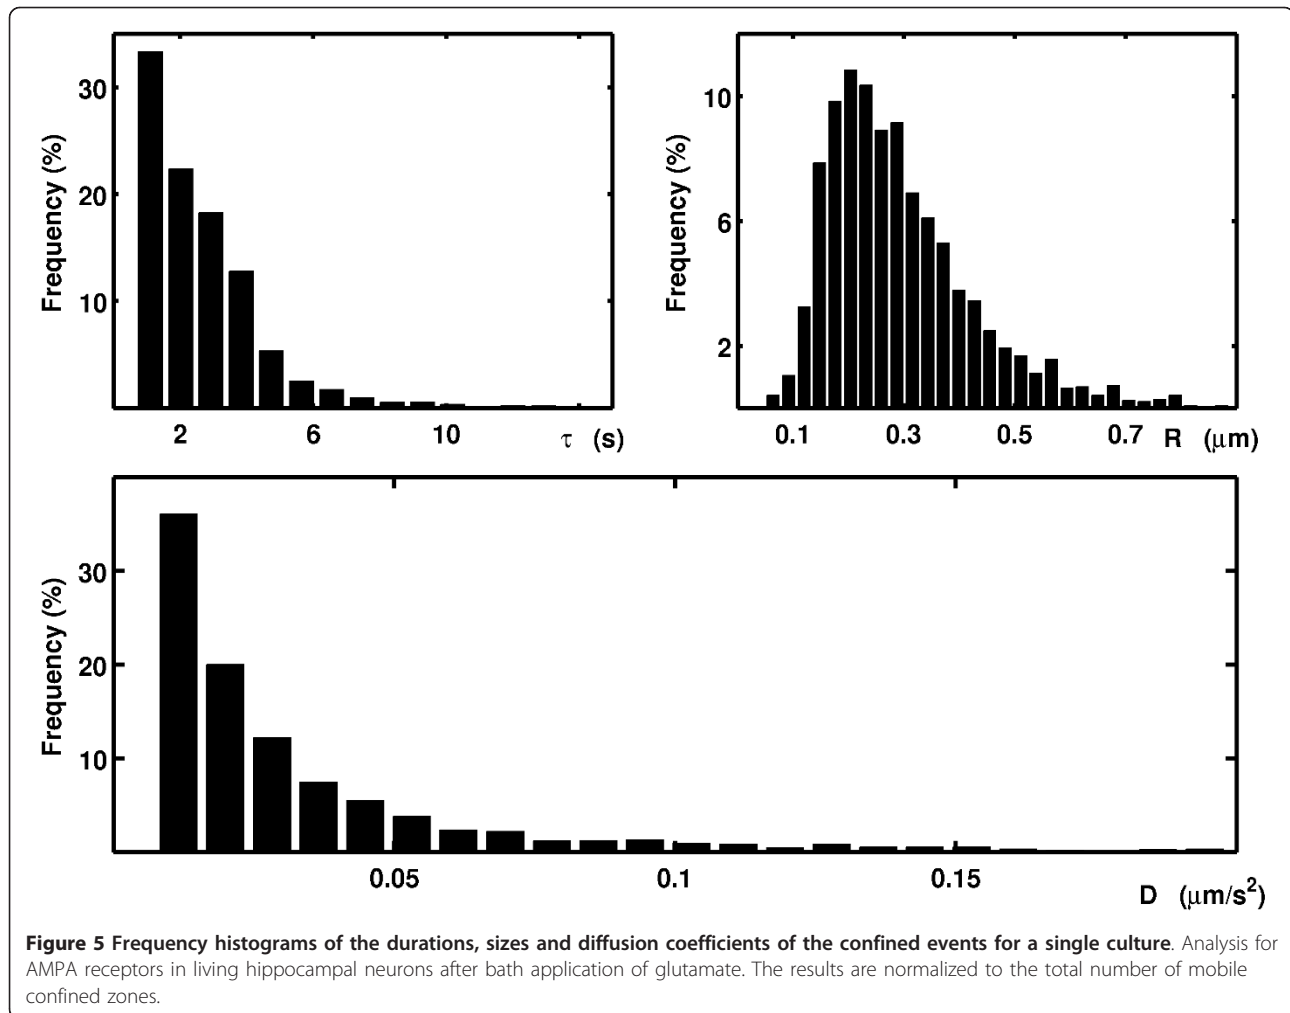 30
20
10
Frequency (%)
2
6
10
τ (s)
10
6
2
Frequency (%)
0.1
0.3
0.5
0.7
R (μm)
30
20
10
Frequency (%)
0.05
0.1
0.15
D (μm/s²)
Figure 5 Frequency histograms of the durations, sizes and diffusion coefficients of the confined events for a single culture. Analysis for
AMPA receptors in living hippocampal neurons after bath application of glutamate. The results are normalized to the total number of mobile
confined zones.